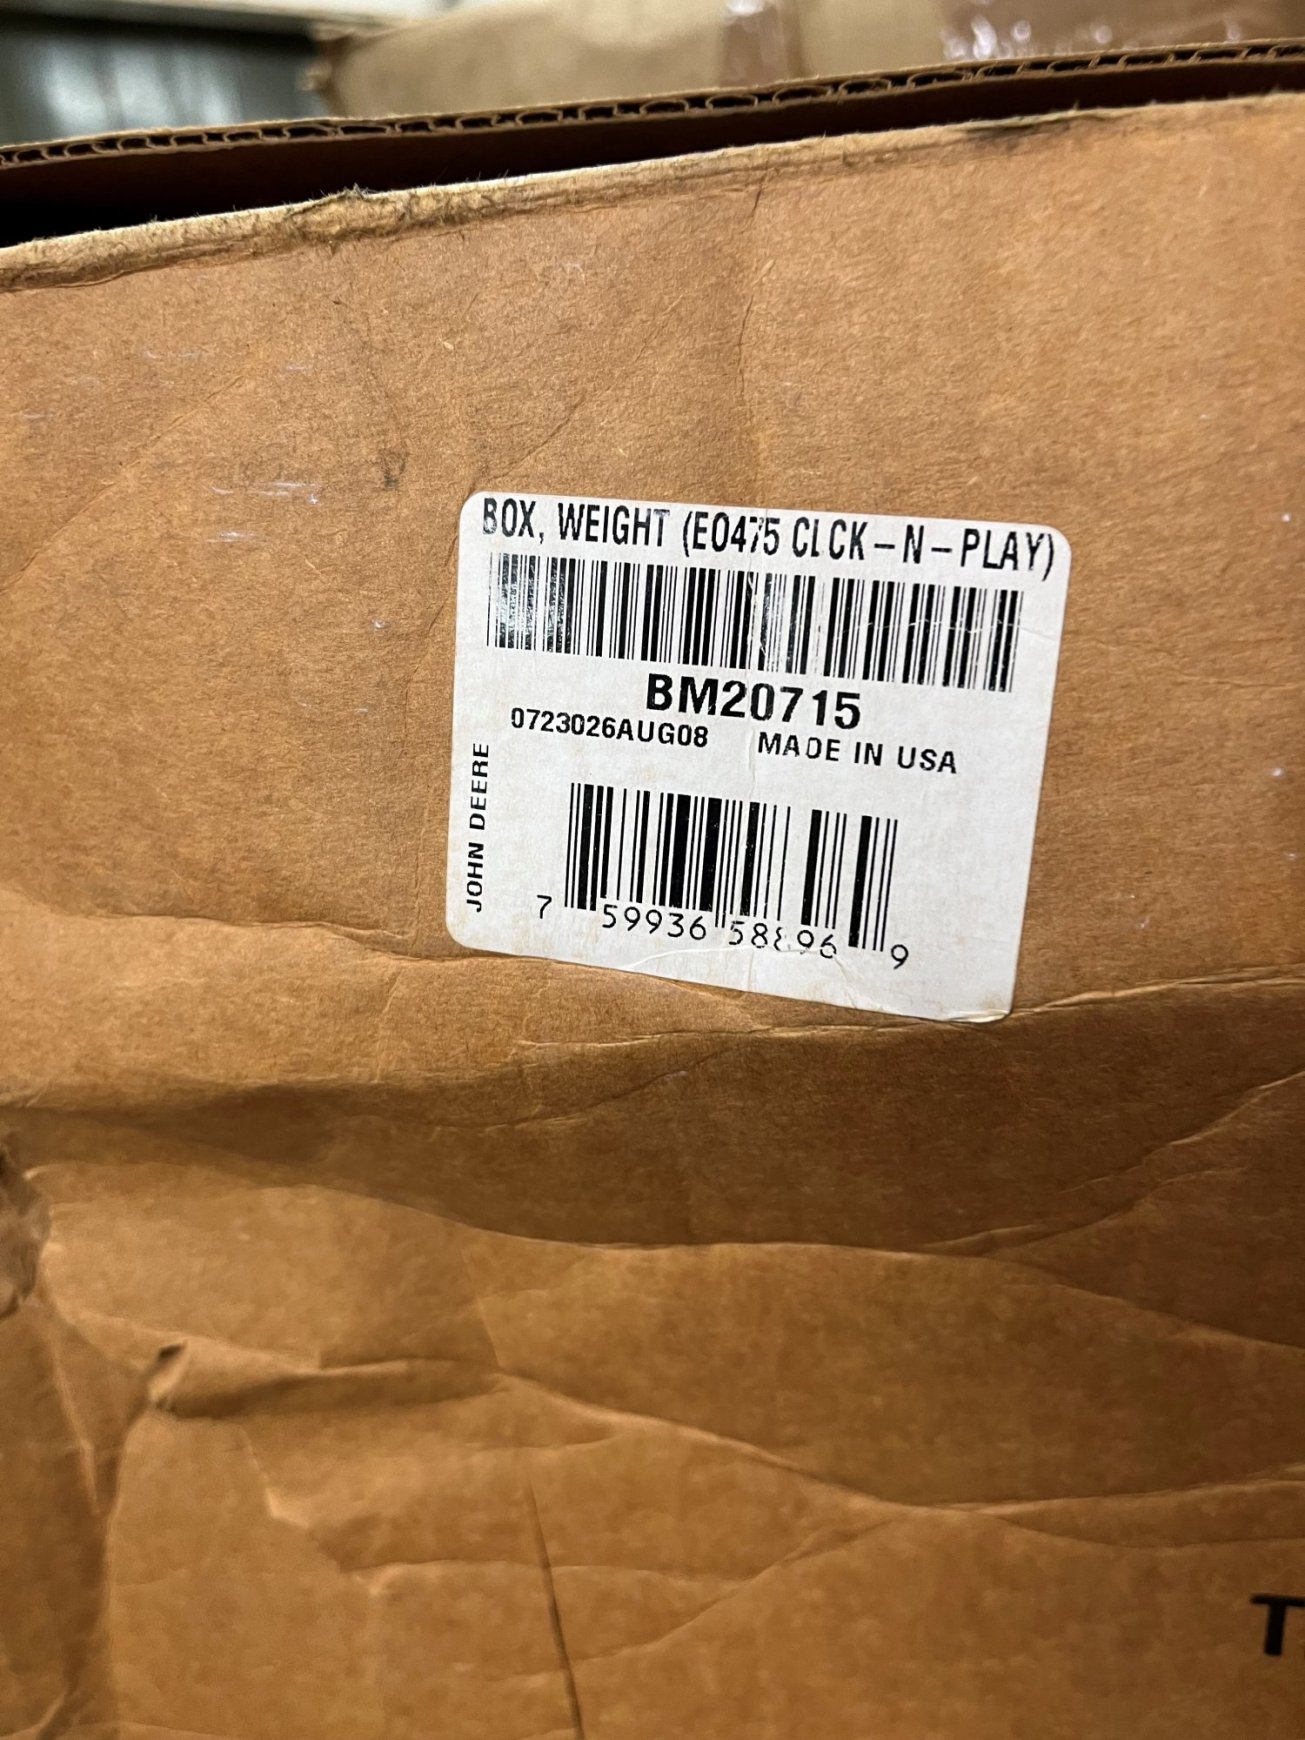 BOX, WEIGHT (E0475 CLCK-N-PLAY)
BM20715
0723026AUG08 MADE IN USA
JOHN DEERE
7 59936 58896 9
T